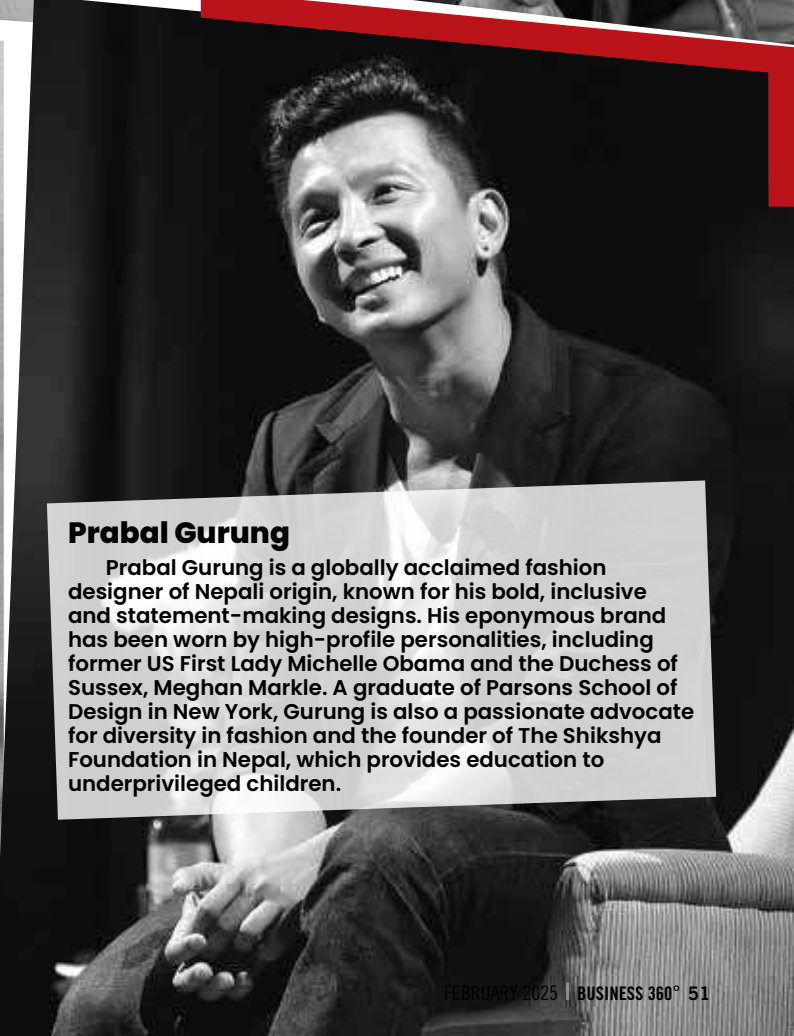 Prabal Gurung
Prabal Gurung is a globally acclaimed fashion
designer of Nepali origin, known for his bold, inclusive
and statement-making designs. His eponymous brand
has been worn by high-profile personalities, including
former US First Lady Michelle Obama and the Duchess of
Sussex, Meghan Markle. A graduate of Parsons School of
Design in New York, Gurung is also a passionate advocate
for diversity in fashion and the founder of The Shikshya
Foundation in Nepal, which provides education to
underprivileged children.
FEBRUARY 2025 | BUSINESS 360° 51